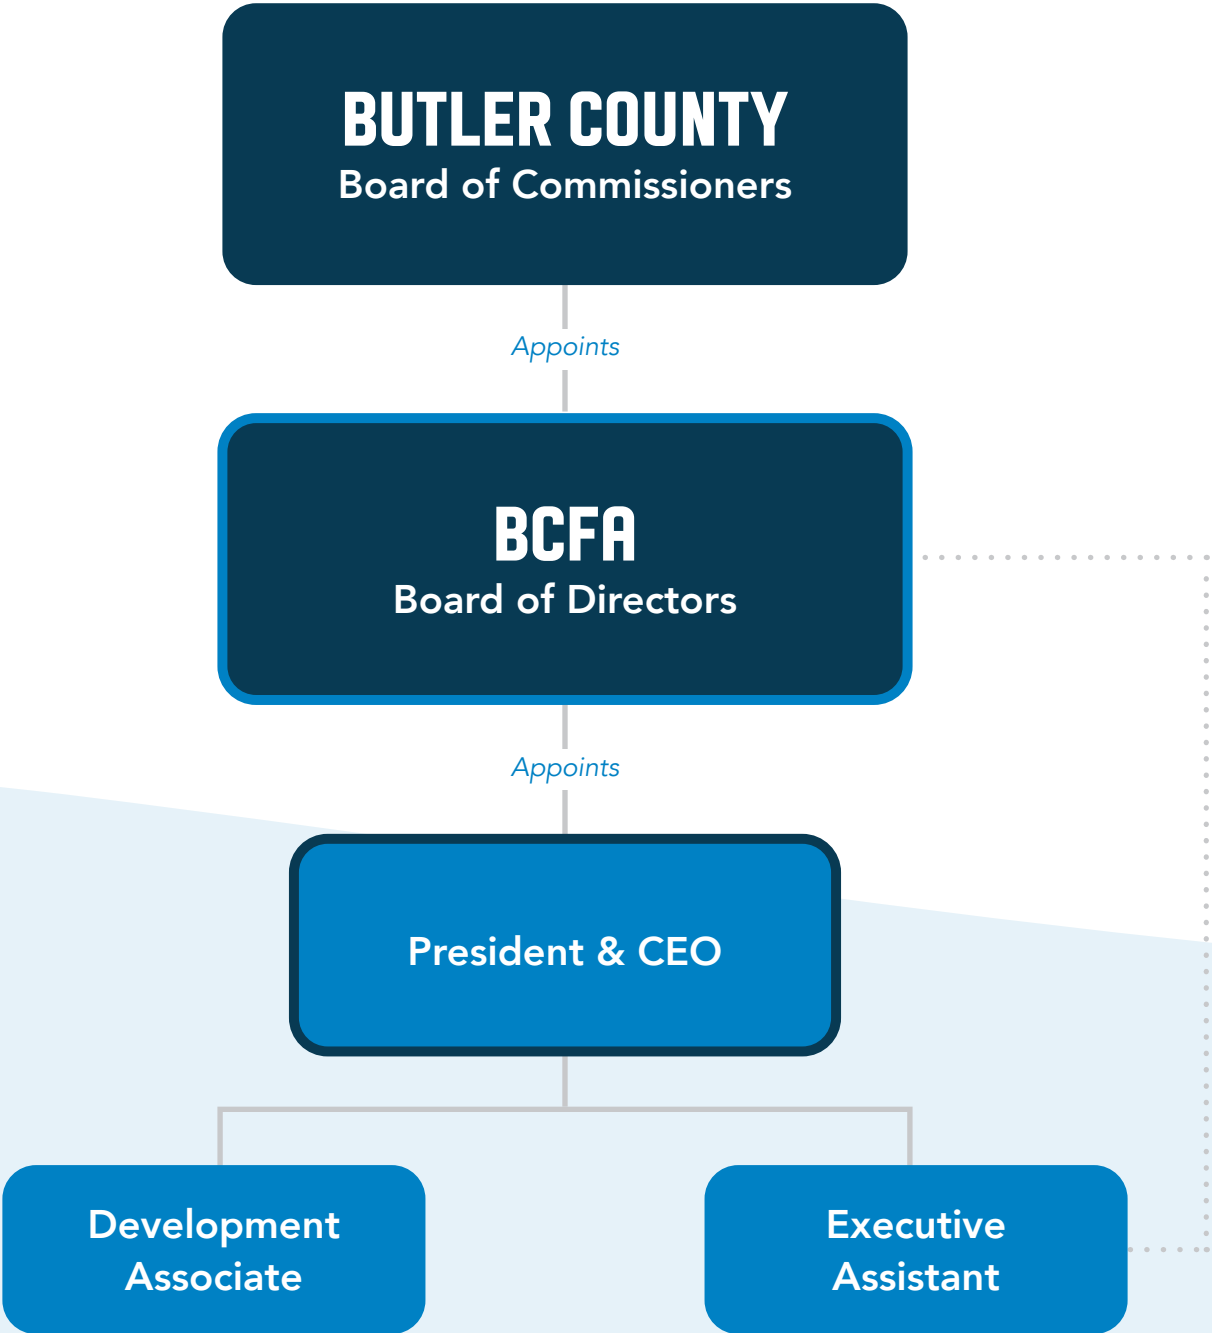 BUTLER COUNTY
Board of Commissioners
Appoints
BCFA
Board of Directors
Appoints
President & CEO
Development
Associate
Executive
Assistant